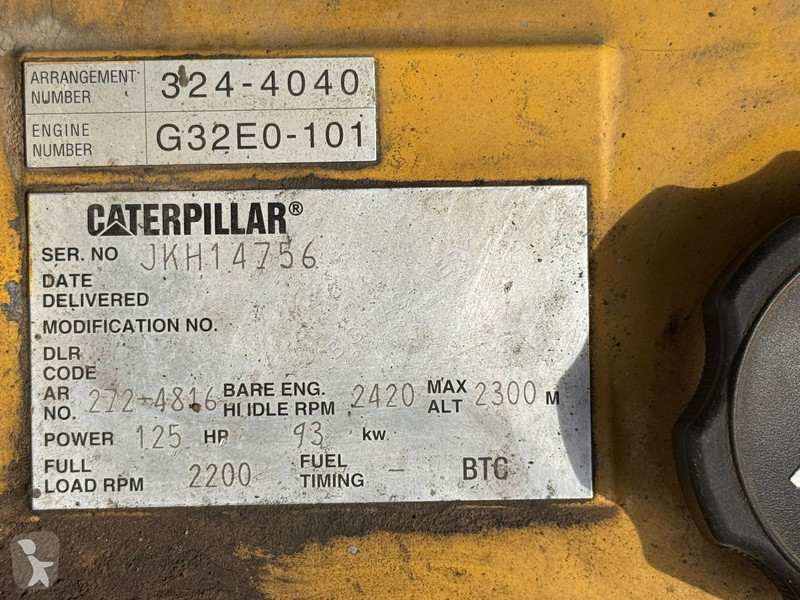 ARRANGEMENT NUMBER 324-4040
ENGINE NUMBER G32E0-101
CATERPILLAR®
SER. NO JKH14756
DATE DELIVERED
MODIFICATION NO.
DLR CODE
AR NO. 272-4816 BARE ENG. HI IDLE RPM 2420 MAX ALT 2300 M
POWER 125 HP 93 kw.
FULL LOAD RPM 2200 FUEL TIMING - BTC